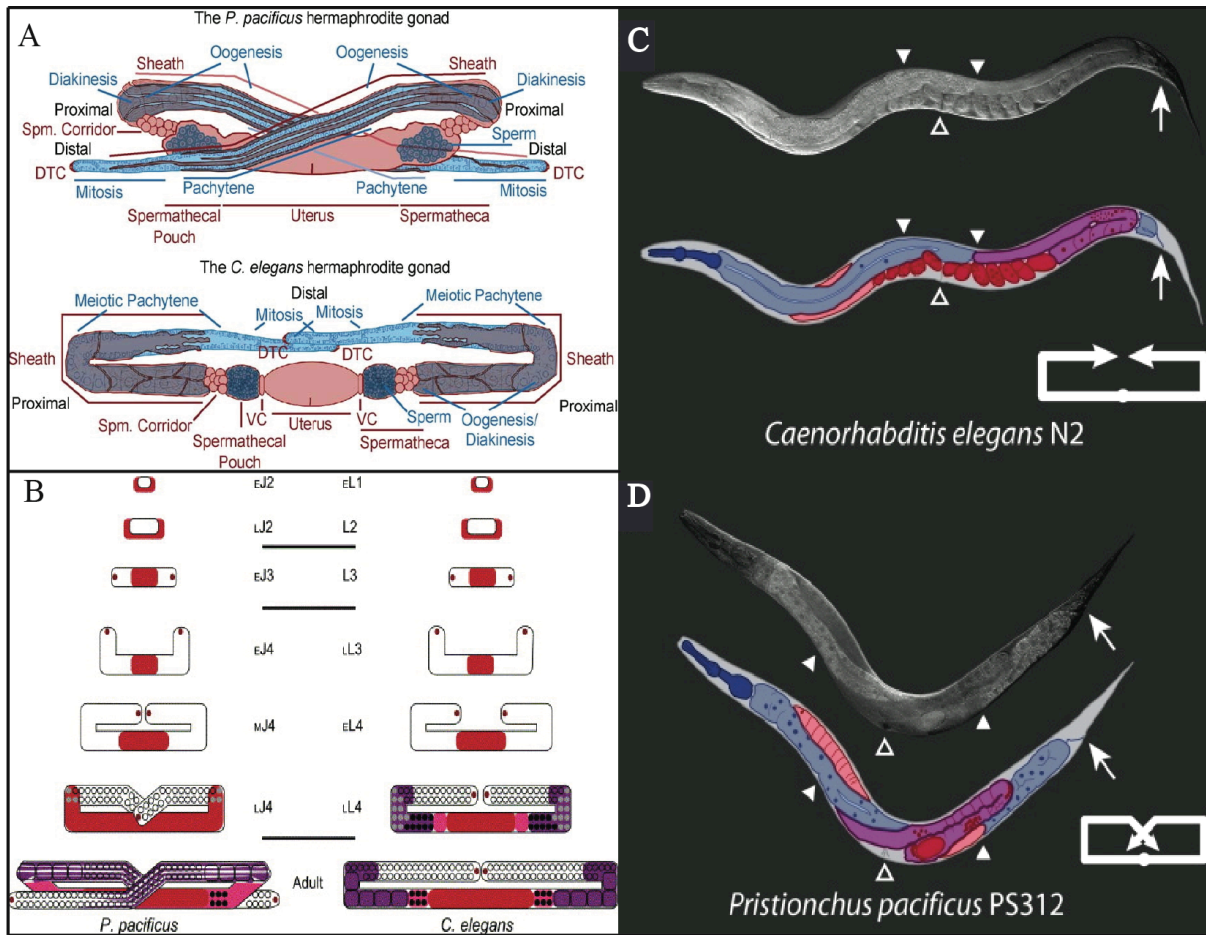 A
The P. pacificus hermaphrodite gonad
Oogenesis
Oogenesis
Sheath
Sheath
Diakinesis
Diakinesis
Proximal
Proximal
Spm. Corridor
Sperm
Distal
Distal
DTC
DTC
Mitosis
Pachytene
Pachytene
Mitosis
Spermathecal
Pouch
Uterus
Spermatheca
The C. elegans hermaphrodite gonad
Meiotic Pachytene
Distal
Meiotic Pachytene
Mitosis
Mitosis
DTC
DTC
Sheath
Sheath
Proximal
Proximal
Spm. Corridor
VC
Uterus
VC
Sperm
Oogenesis/
Diakinesis
Spermathecal
Pouch
Spermatheca
B
EJ2 EL1
LJ2 L2
EJ3 L3
EJ4 LL3
MJ4 EL4
LJ4 LL4
Adult
P. pacificus
C. elegans
C
Caenorhabditis elegans N2
D
Pristionchus pacificus PS312